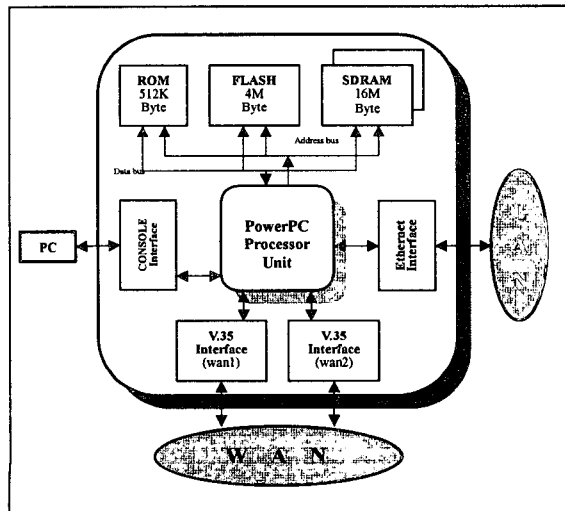 ROM
512K
Byte
FLASH
4M
Byte
SDRAM
16M
Byte
Address bus
Data bus
PowerPC
Processor
Unit
PC
CONSOLE
Interface
Ethernet
Interface
L A N
V.35
Interface
(wan1)
V.35
Interface
(wan2)
W A N